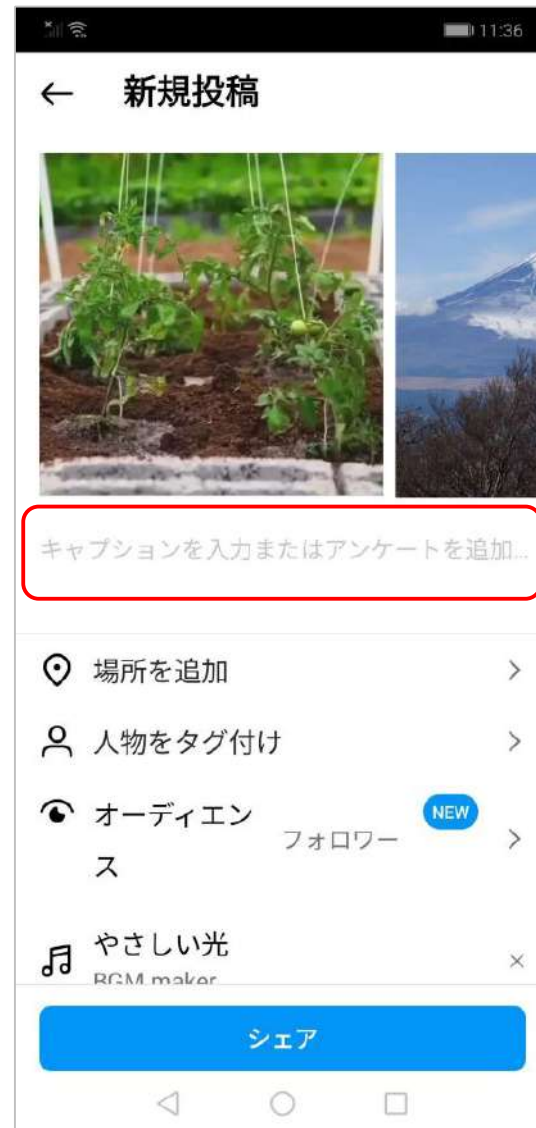 11:36
新規投稿
キャプションを入力またはアンケートを追加...
場所を追加
人物をタグ付け
オーディエン
ス
フォロワー
NEW
やさしい光
BGM maker
シェア